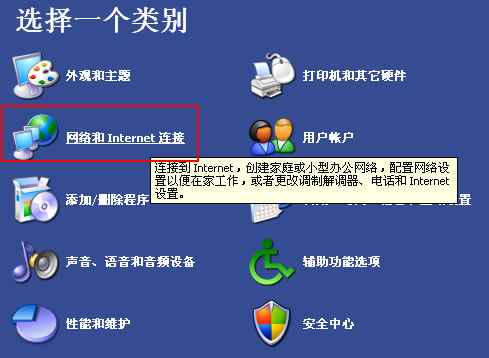 选择一个类别
外观和主题
打印机和其它硬件
网络和 Internet 连接
用户帐户
连接到 Internet，创建家庭或小型办公网络，配置网络设
以便在家工作，或者更改调制解调器、电话和 Internet
设置。
添加/删除程序
设置
声音、语音和音频设备
辅助功能选项
性能和维护
安全中心